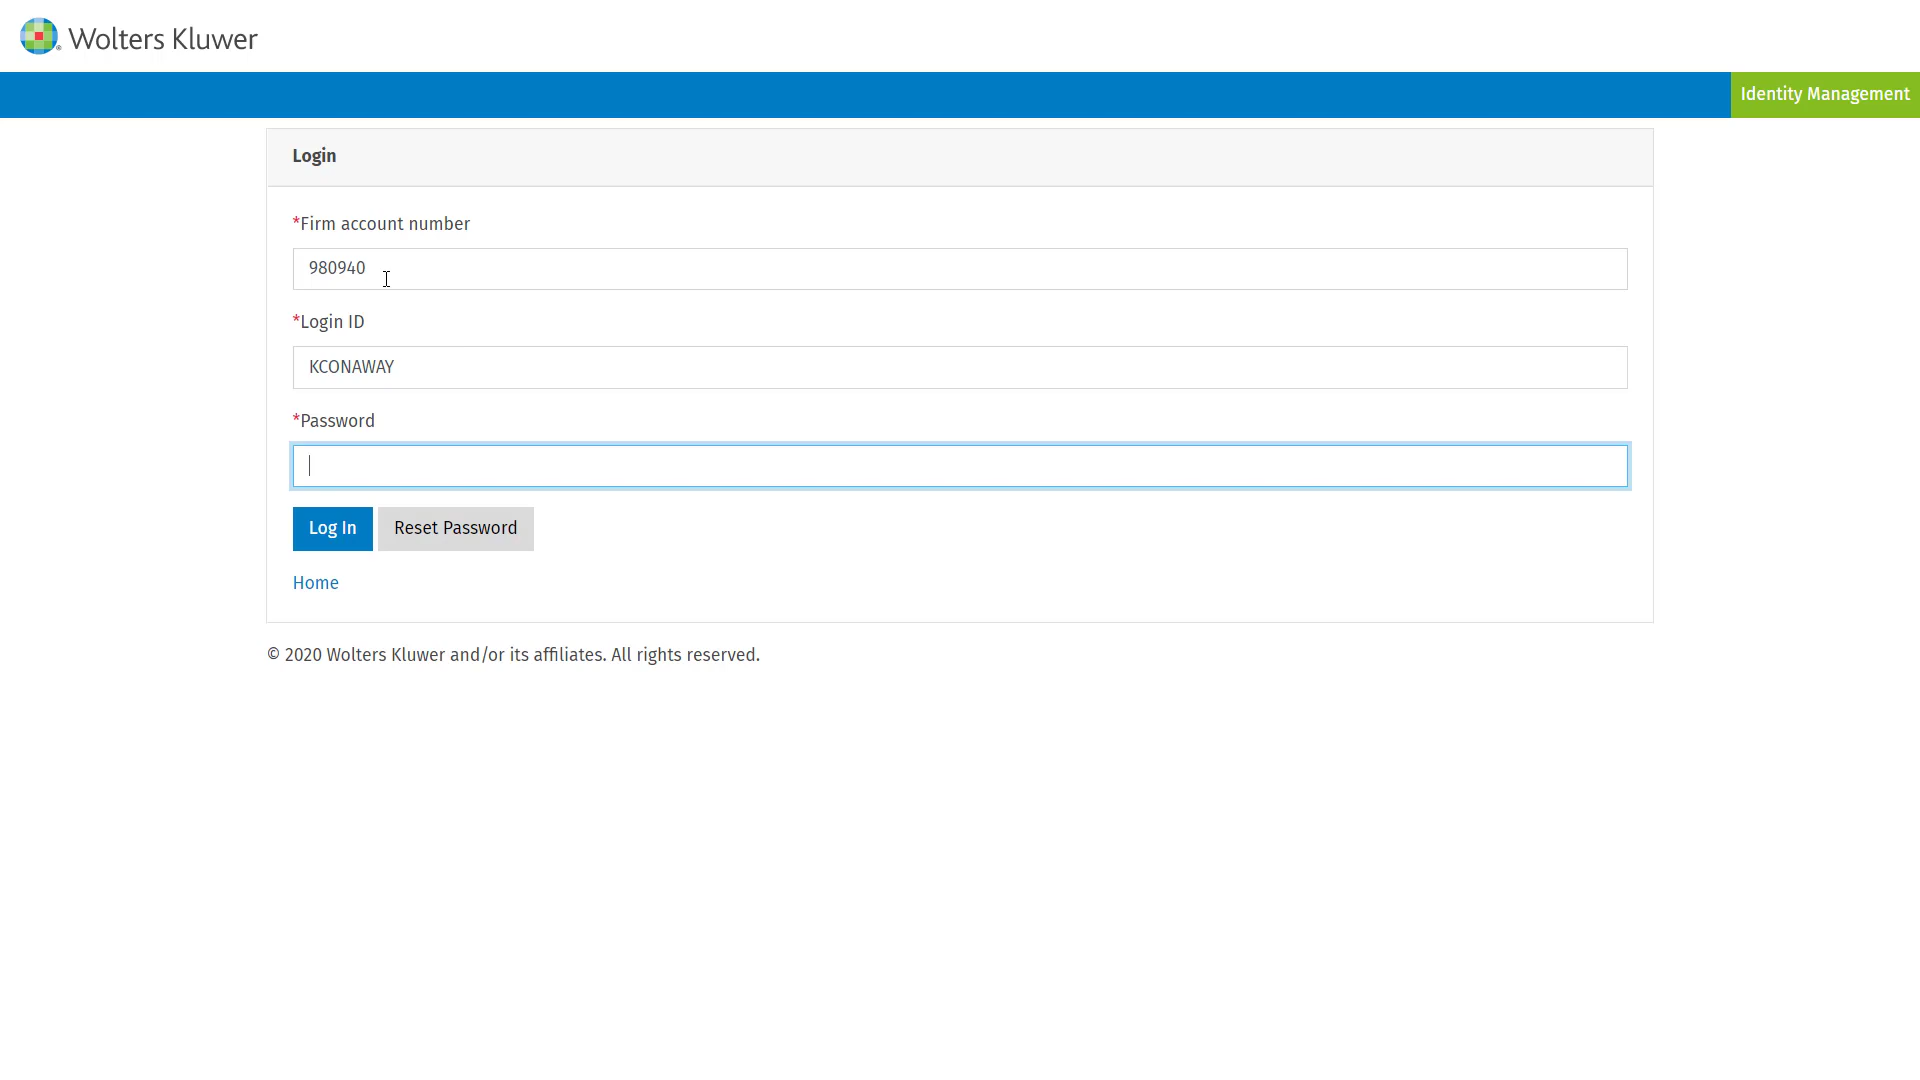 Wolters Kluwer
Identity Management
Login
*Firm account number
980940
*Login ID
KCONAWAY
*Password
Log In Reset Password
Home
© 2020 Wolters Kluwer and/or its affiliates. All rights reserved.